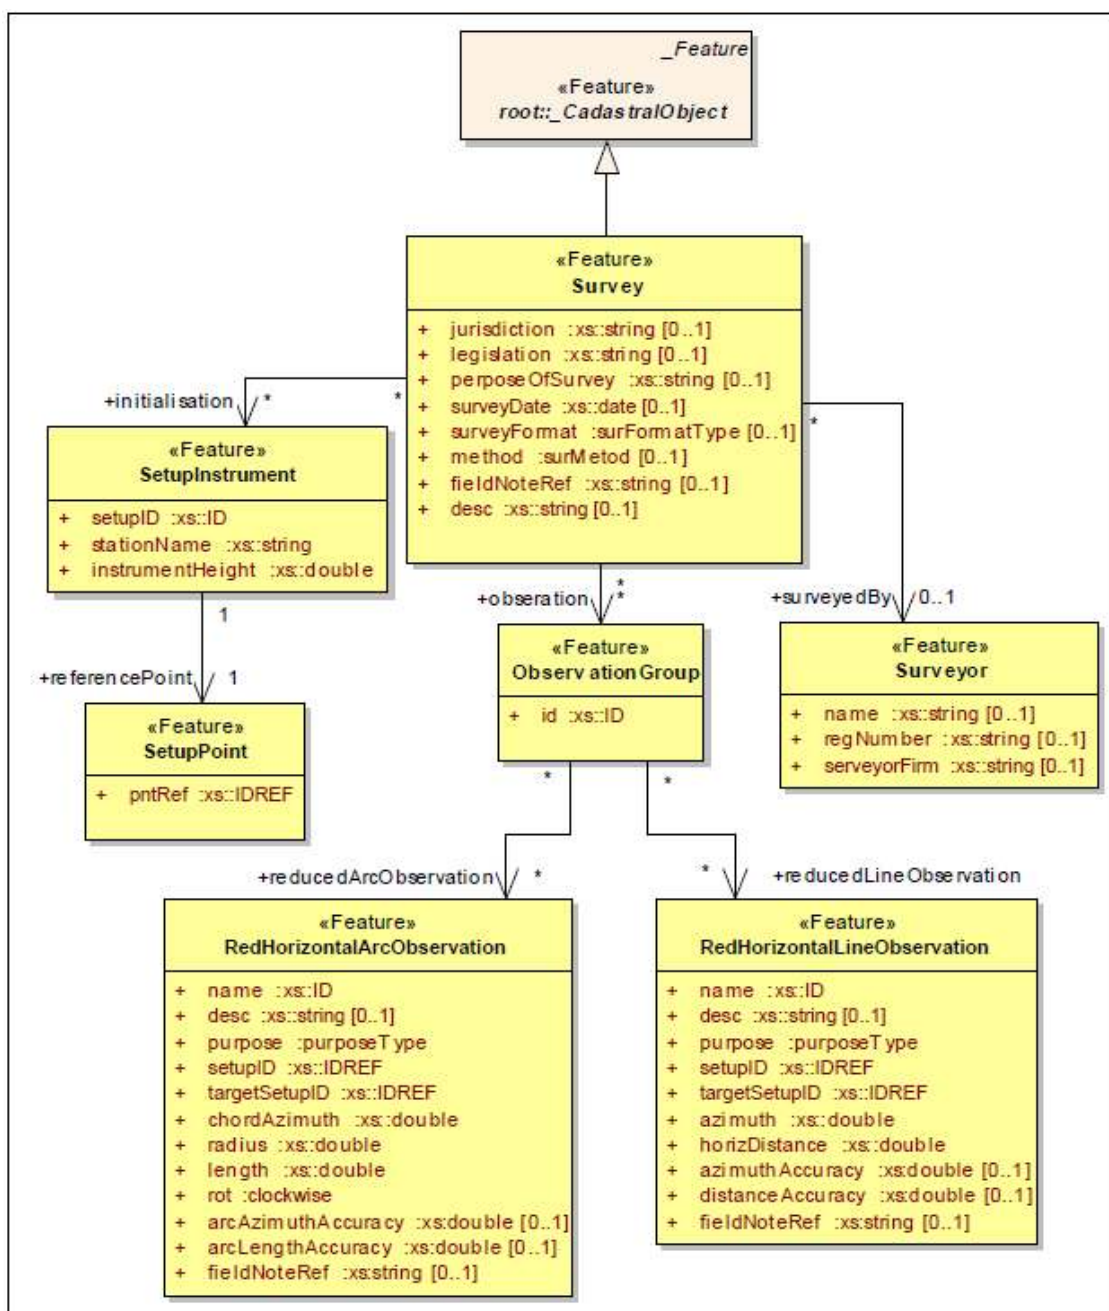 _Feature
«Feature»
root::_CadastralObject
«Feature»
Survey
+ jurisdiction :xs::string [0..1]
+ legislation :xs::string [0..1]
+ perposeOfSurvey :xs::string [0..1]
+ surveyDate :xs::date [0..1]
+ surveyFormat :surFormatType [0..1]
+ method :surMetod [0..1]
+ fieldNoteRef :xs::string [0..1]
+ desc :xs::string [0..1]
+initialisation
*
*
*
«Feature»
SetupInstrument
+ setupID :xs::ID
+ stationName :xs::string
+ instrumentHeight :xs::double
1
+referencePoint
1
«Feature»
SetupPoint
+ pntRef :xs::IDREF
*
+obseration
*
+surveyedBy
0..1
«Feature»
ObservationGroup
+ id :xs::ID
«Feature»
Surveyor
+ name :xs::string [0..1]
+ regNumber :xs::string [0..1]
+ serveyorFirm :xs::string [0..1]
*
*
+reducedArcObservation
*
*
+reducedLineObservation
«Feature»
RedHorizontalArcObservation
+ name :xs::ID
+ desc :xs::string [0..1]
+ purpose :purposeType
+ setupID :xs::IDREF
+ targetSetupID :xs::IDREF
+ chordAzimuth :xs::double
+ radius :xs::double
+ length :xs::double
+ rot :clockwise
+ arcAzimuthAccuracy :xs:double [0..1]
+ arcLengthAccuracy :xs:double [0..1]
+ fieldNoteRef :xs:string [0..1]
«Feature»
RedHorizontalLineObservation
+ name :xs::ID
+ desc :xs::string [0..1]
+ purpose :purposeType
+ setupID :xs::IDREF
+ targetSetupID :xs::IDREF
+ azimuth :xs::double
+ horizDistance :xs::double
+ azimuthAccuracy :xs:double [0..1]
+ distanceAccuracy :xs:double [0..1]
+ fieldNoteRef :xs:string [0..1]